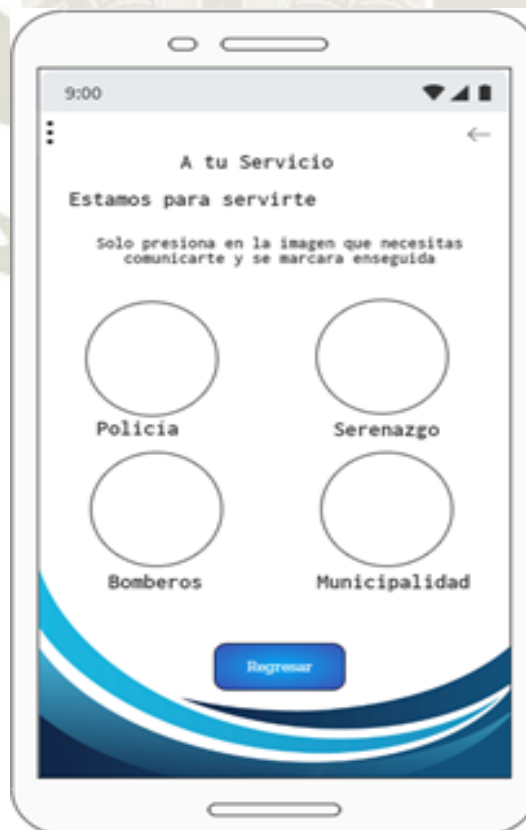 9:00
A tu Servicio
Estamos para servirte
Solo presiona en la imagen que necesitas
comunicarte y se marcara enseguida
Policía
Serenazgo
Bomberos
Municipalidad
Regresar